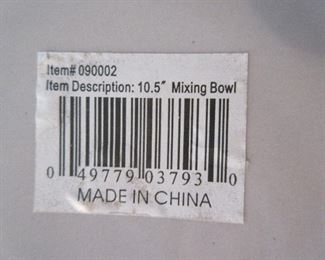 Item# 090002
Item Description: 10.5″ Mixing Bowl
0 49779 03793 0
MADE IN CHINA